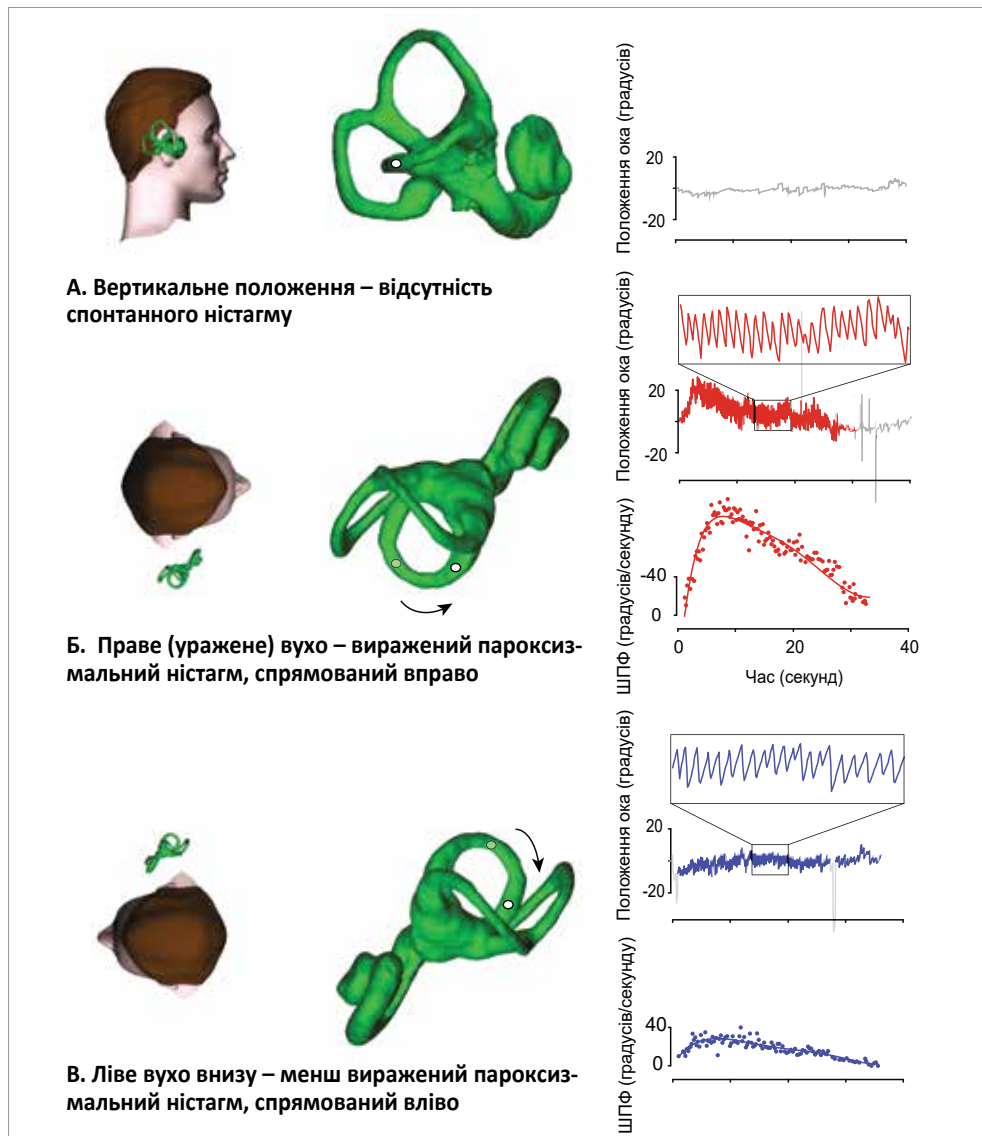 Положення ока (градусів)
20
-20
А. Вертикальне положення – відсутність
спонтанного ністагму
Положення ока (градусів)
20
-20
ШПФ (градусів/секунду)
-40
0
0
20
40
Час (секунд)
Б. Праве (уражене) вухо – виражений пароксиз-
мальний ністагм, спрямований вправо
Положення ока (градусів)
20
-20
ШПФ (градусів/секунду)
40
0
В. Ліве вухо внизу – менш виражений пароксиз-
мальний ністагм, спрямований вліво